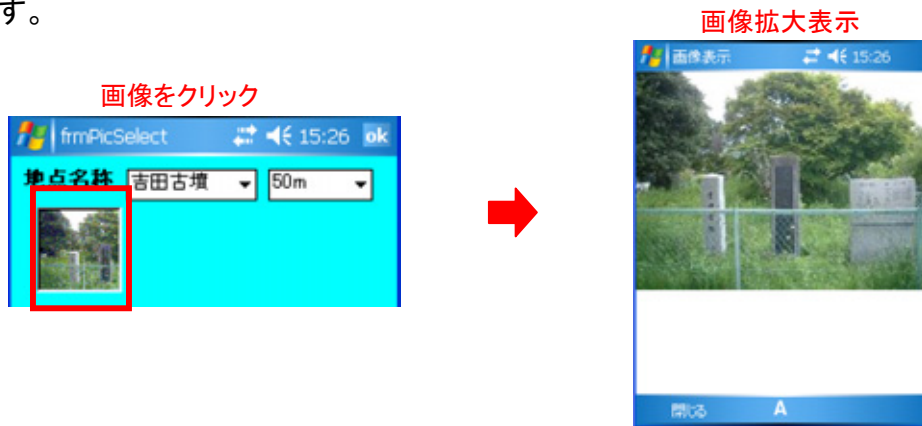 す。
画像拡大表示
画像をクリック
frmPicSelect 15:26 ok
地点名称 吉田古墳 50m
画像表示 15:26
閉じる A